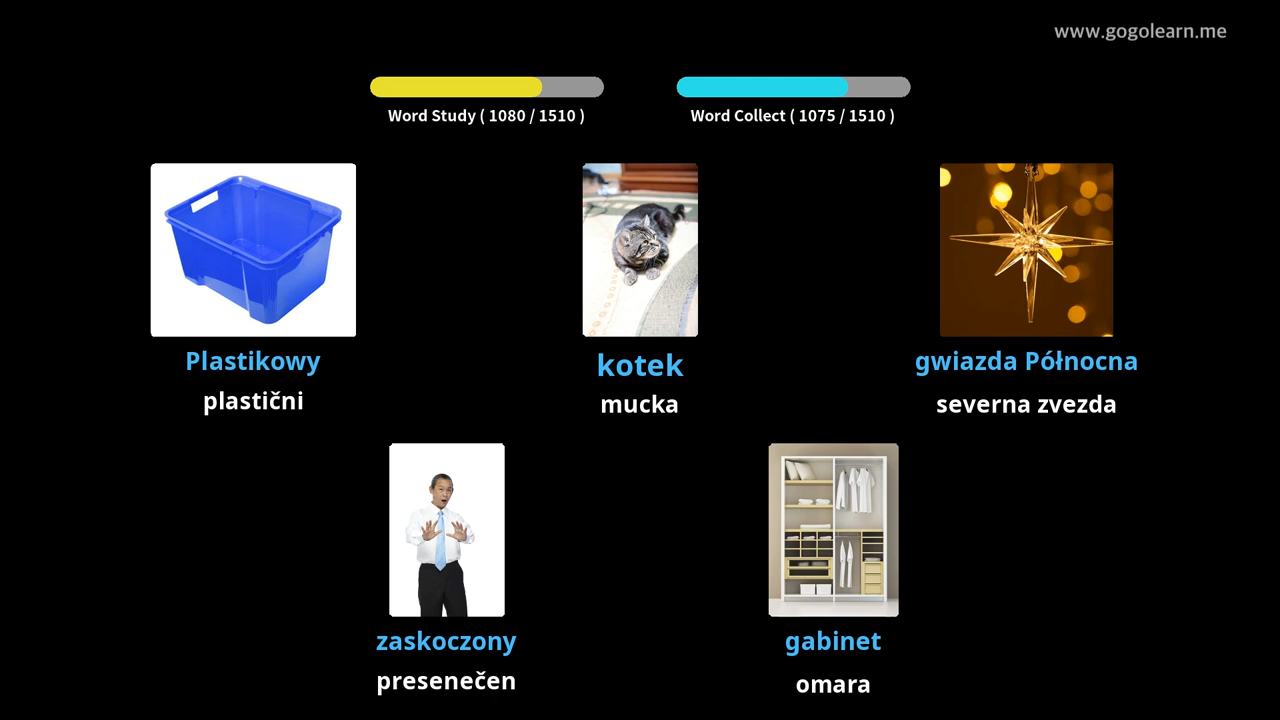 www.gogolearn.me
Word Study ( 1080 / 1510 )
Word Collect ( 1075 / 1510 )
Plastikowy
plastični
kotek
mucka
gwiazda Północna
severna zvezda
zaskoczony
presenečen
gabinet
omara